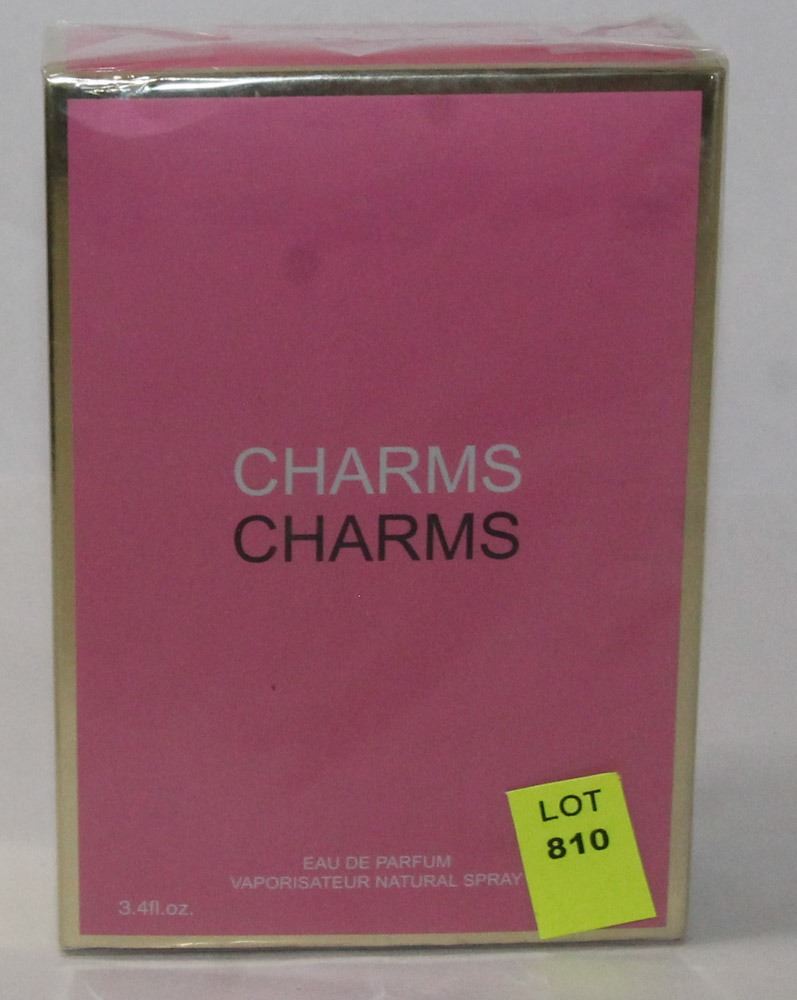 CHARMS
CHARMS
EAU DE PARFUM
VAPORISATEUR NATURAL SPRAY
3.4fl.oz.
LOT
810